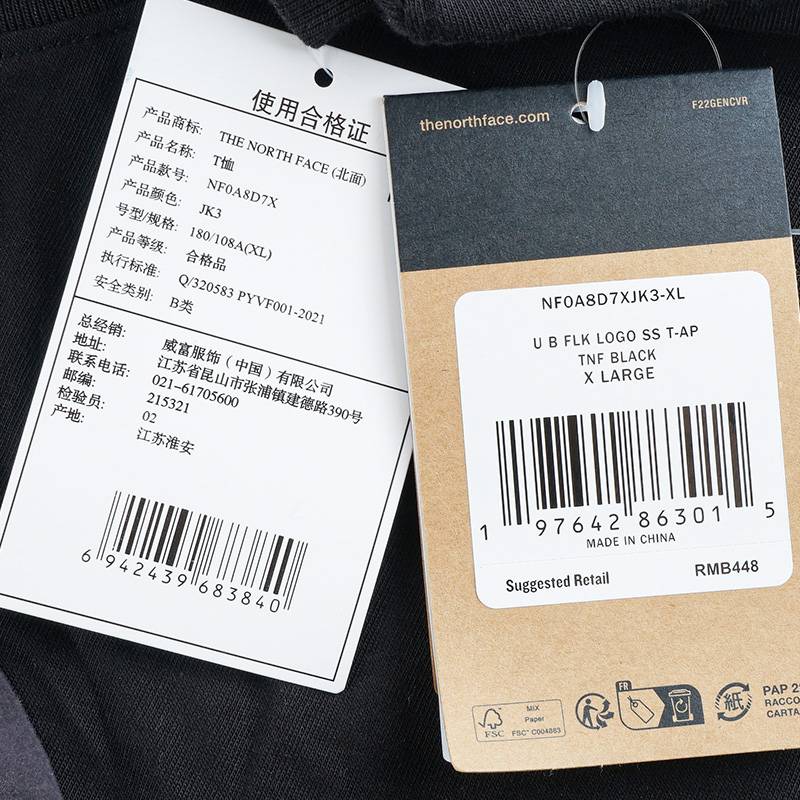 使用合格证
产品商标: THE NORTH FACE (北面)
产品名称: T恤
产品款号: NF0A8D7X
产品颜色: JK3
号型/规格: 180/108A(XL)
产品等级: 合格品
执行标准: Q/320583 PYVF001-2021
安全类别: B类
总经销: 威富服饰（中国）有限公司
地址: 江苏省昆山市张浦镇建德路390号
联系电话: 021-61705600
邮编: 215321
检验员: 02
产地: 江苏淮安
6 942439 683840
thenorthface.com
F22GENCVR
NF0A8D7XJK3-XL
U B FLK LOGO SS T-AP
TNF BLACK
X LARGE
1 97642 86301 5
MADE IN CHINA
Suggested Retail RMB448
FSC
MIX
Paper
FSC™ C004883
FR
紙
PAP
RACCO
CARTA